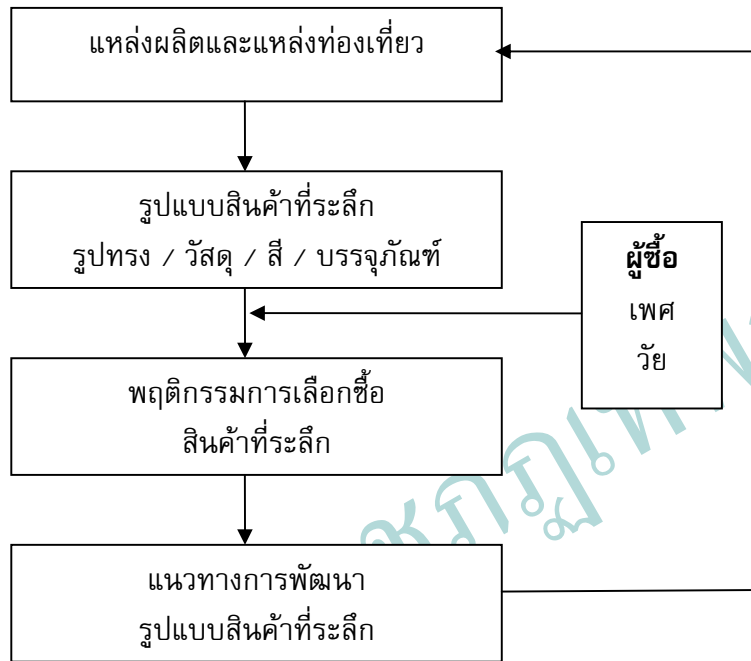 แหล่งผลิตและแหล่งท่องเที่ยว
รูปแบบสินค้าที่ระลึก
รูปทรง / วัสดุ / สี / บรรจุภัณฑ์
ผู้ซื้อ
เพศ
วัย
พฤติกรรมการเลือกซื้อ
สินค้าที่ระลึก
แนวทางการพัฒนา
รูปแบบสินค้าที่ระลึก